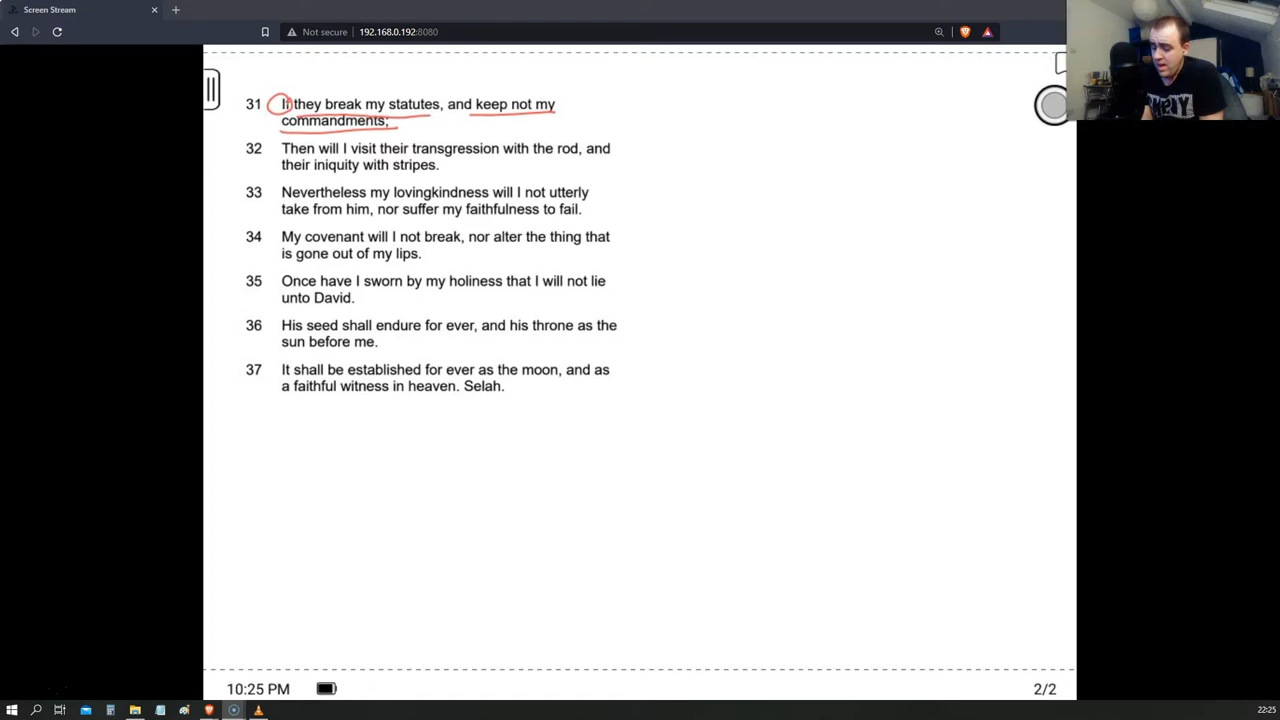 Screen Stream
Not secure 192.168.0.192:8080
31 If they break my statutes, and keep not my
commandments;
32 Then will I visit their transgression with the rod, and
their iniquity with stripes.
33 Nevertheless my lovingkindness will I not utterly
take from him, nor suffer my faithfulness to fail.
34 My covenant will I not break, nor alter the thing that
is gone out of my lips.
35 Once have I sworn by my holiness that I will not lie
unto David.
36 His seed shall endure for ever, and his throne as the
sun before me.
37 It shall be established for ever as the moon, and as
a faithful witness in heaven. Selah.
10:25 PM
2/2
22:25